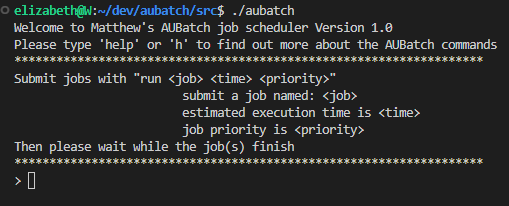 elizabeth@W:~/dev/aubatch/src$ ./aubatch
Welcome to Matthew's AUBatch job scheduler Version 1.0
Please type 'help' or 'h' to find out more about the AUBatch commands
*******************************************************************
Submit jobs with "run <job> <time> <priority>"
submit a job named: <job>
estimated execution time is <time>
job priority is <priority>
Then please wait while the job(s) finish
*******************************************************************
>